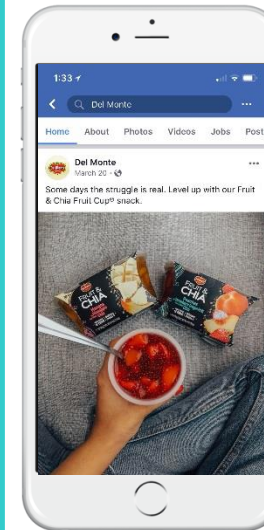 1:33
Del Monte
Home About Photos Videos Jobs Post
Del Monte
March 20
Some days the struggle is real. Level up with our Fruit
& Chia Fruit Cup® snack.
FRUIT &
CHIA
FRUIT &
CHIA